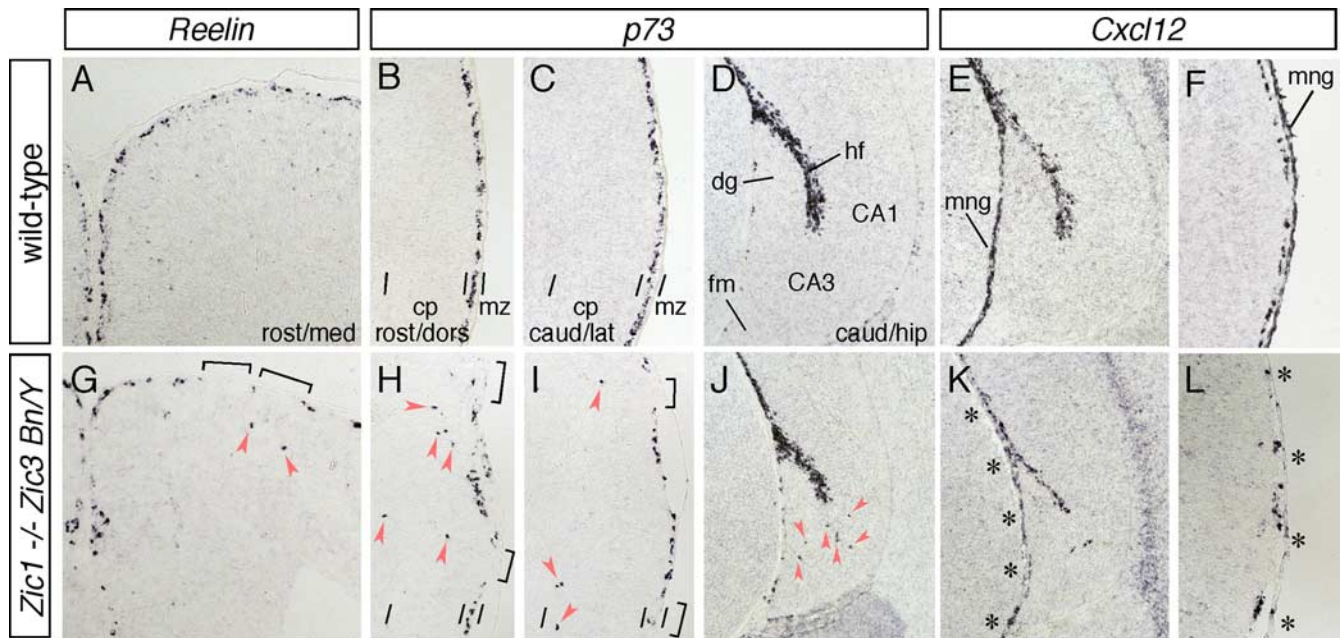 Reelin p73 Cxcl12
wild-type
A B C D E F
mng
hf
dg
CA1
mng
fm CA3
cp mz cp mz
rost/med rost/dors caud/lat caud/hip
Zic1 -/- Zic3 Bn/Y
G H I J K L
* *
* *
* *
* *
*